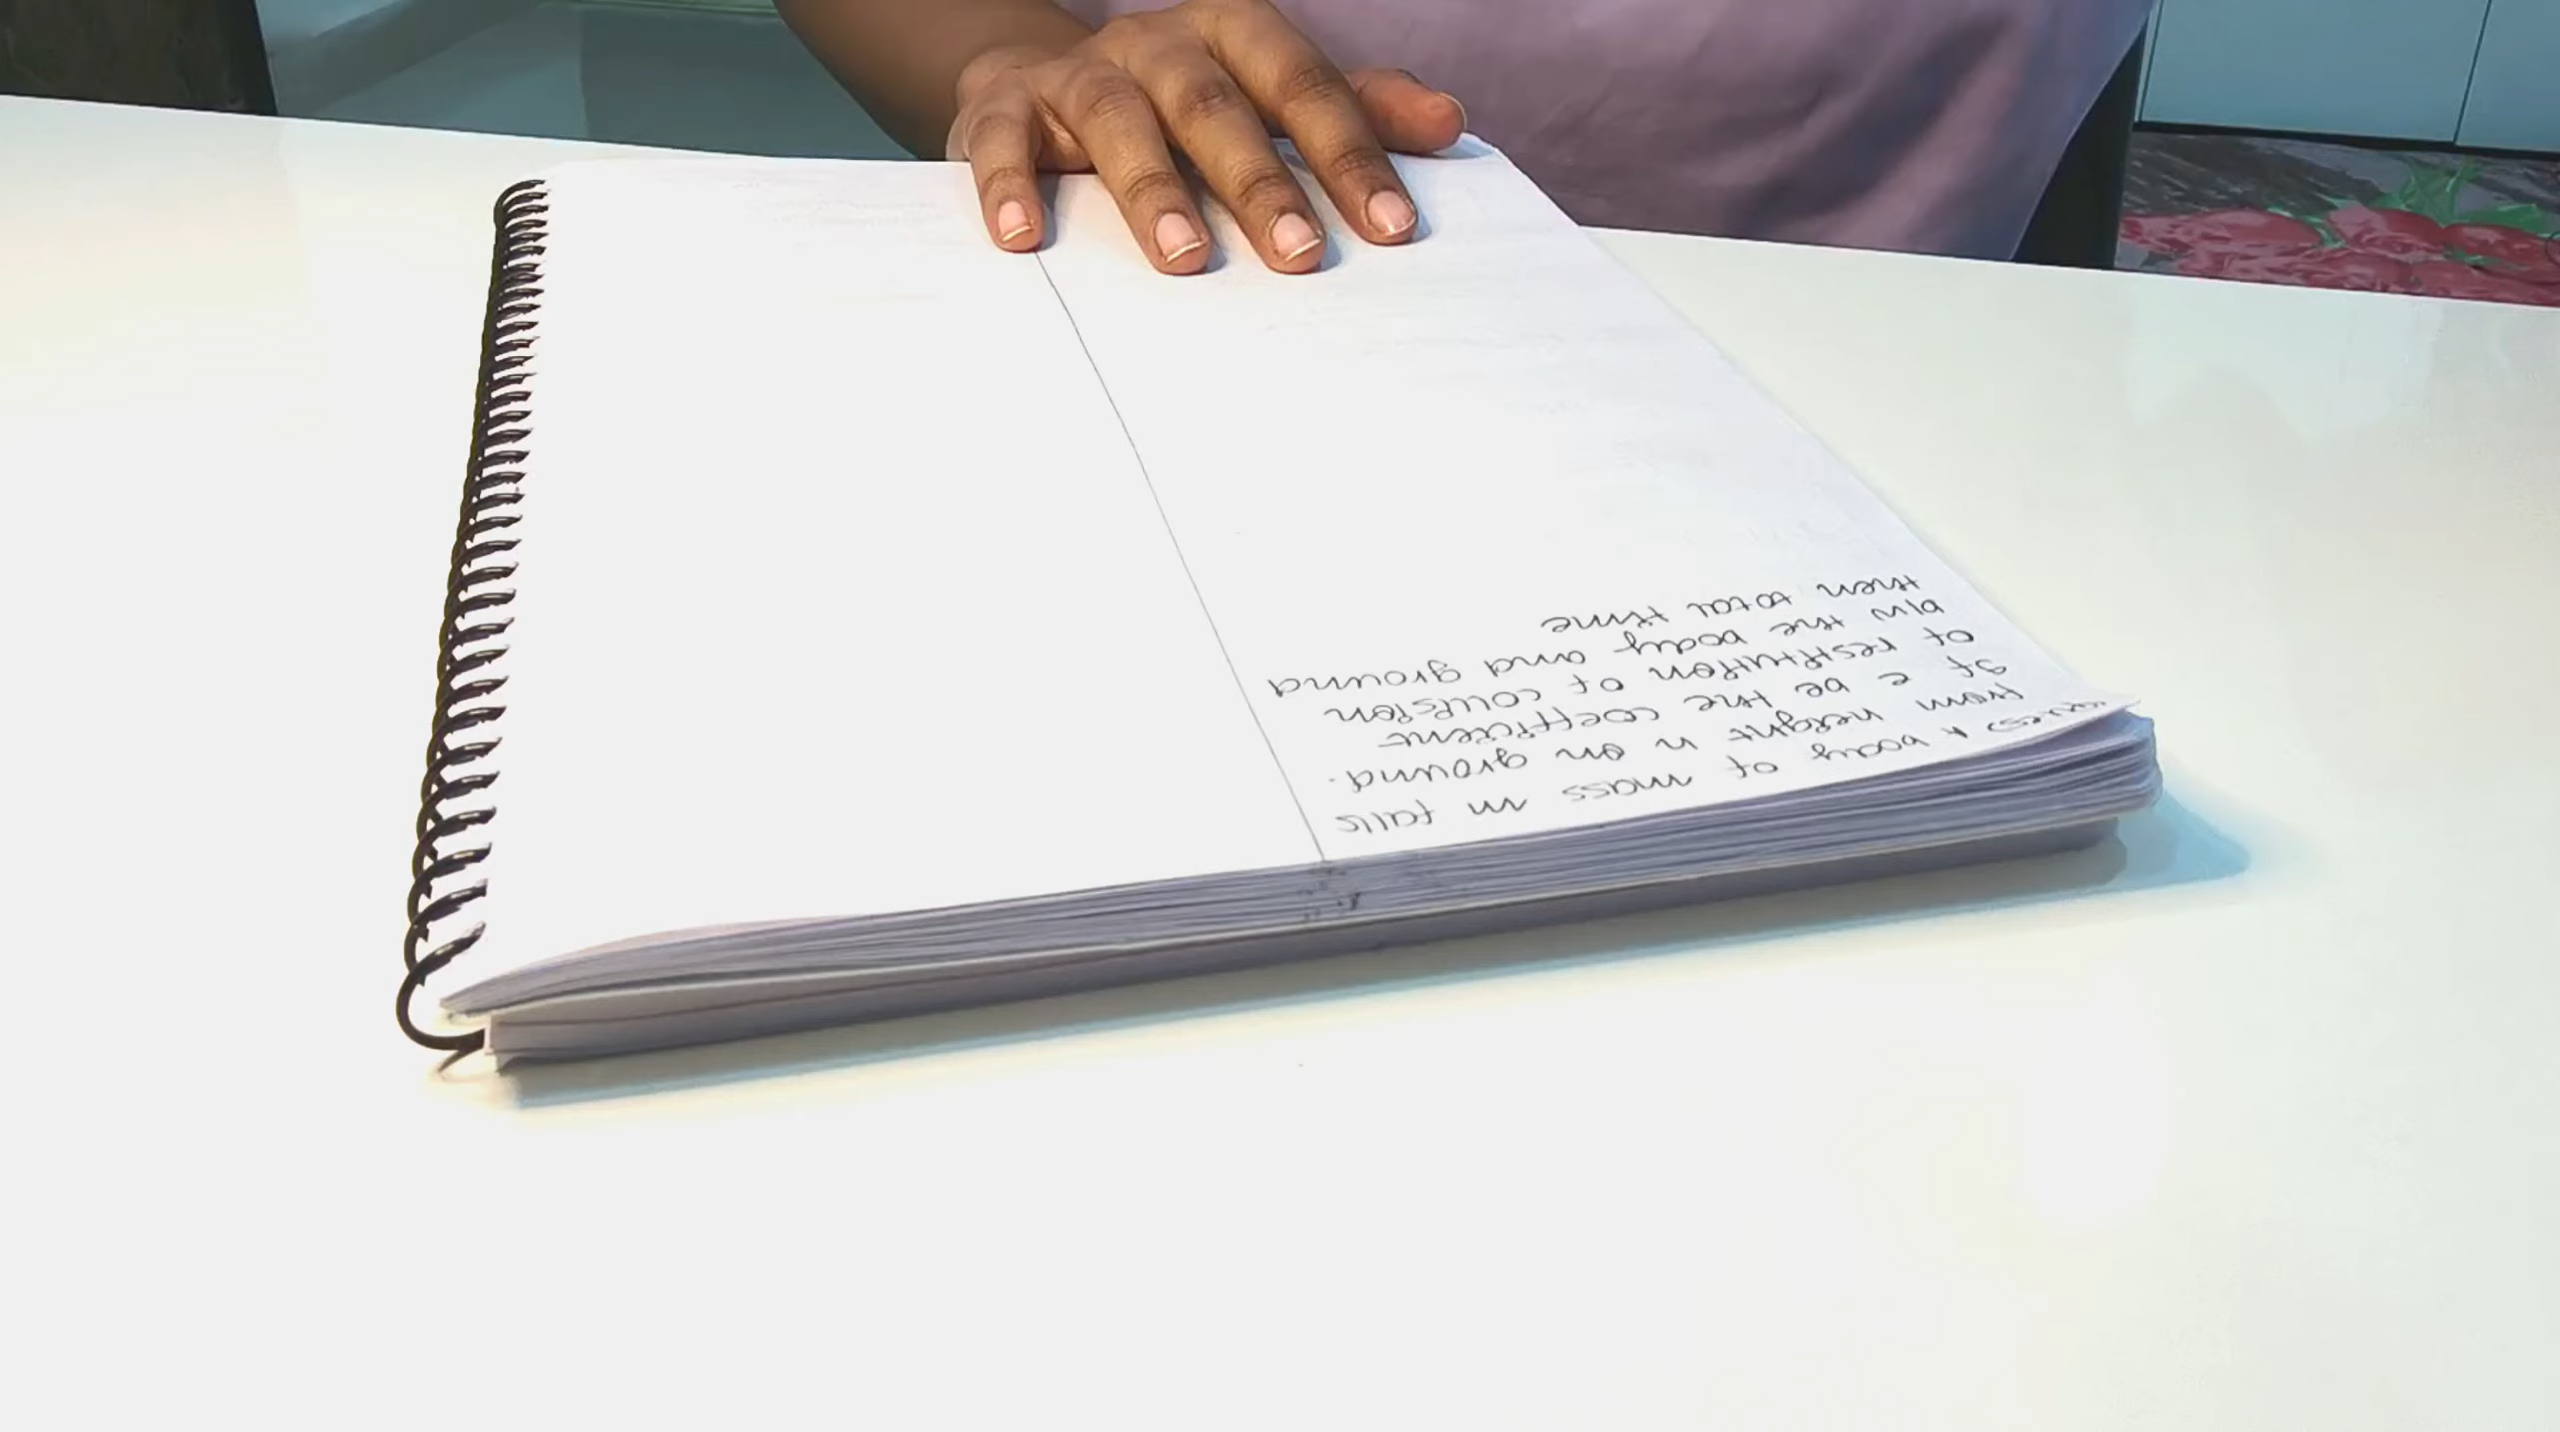 A body of mass m falls
from height h on ground.
If e be the coefficient
of restitution of collision
b/w the body and ground
then total time